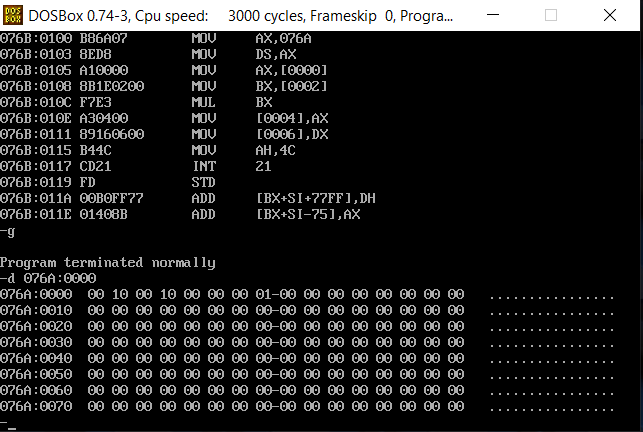 DOS BOX DOSBox 0.74-3, Cpu speed: 3000 cycles, Frameskip 0, Progra...
076B:0100 B86A07 MOV AX,076A
076B:0103 8ED8 MOV DS,AX
076B:0105 A10000 MOV AX,[0000]
076B:0108 8B1E0200 MOV BX,[0002]
076B:010C F7E3 MUL BX
076B:010E A30400 MOV [0004],AX
076B:0111 89160600 MOV [0006],DX
076B:0115 B44C MOV AH,4C
076B:0117 CD21 INT 21
076B:0119 FD STD
076B:011A 00B0FF77 ADD [BX+SI+77FF],DH
076B:011E 01408B ADD [BX+SI-75],AX
-g
Program terminated normally
-d 076A:0000
076A:0000 00 10 00 10 00 00 00 01-00 00 00 00 00 00 00 00 ................
076A:0010 00 00 00 00 00 00 00 00-00 00 00 00 00 00 00 00 ................
076A:0020 00 00 00 00 00 00 00 00-00 00 00 00 00 00 00 00 ................
076A:0030 00 00 00 00 00 00 00 00-00 00 00 00 00 00 00 00 ................
076A:0040 00 00 00 00 00 00 00 00-00 00 00 00 00 00 00 00 ................
076A:0050 00 00 00 00 00 00 00 00-00 00 00 00 00 00 00 00 ................
076A:0060 00 00 00 00 00 00 00 00-00 00 00 00 00 00 00 00 ................
076A:0070 00 00 00 00 00 00 00 00-00 00 00 00 00 00 00 00 ................
-_